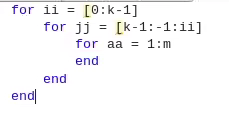 for ii = [0:k-1]
for jj = [k-1:-1:ii]
for aa = 1:m
end
end
end